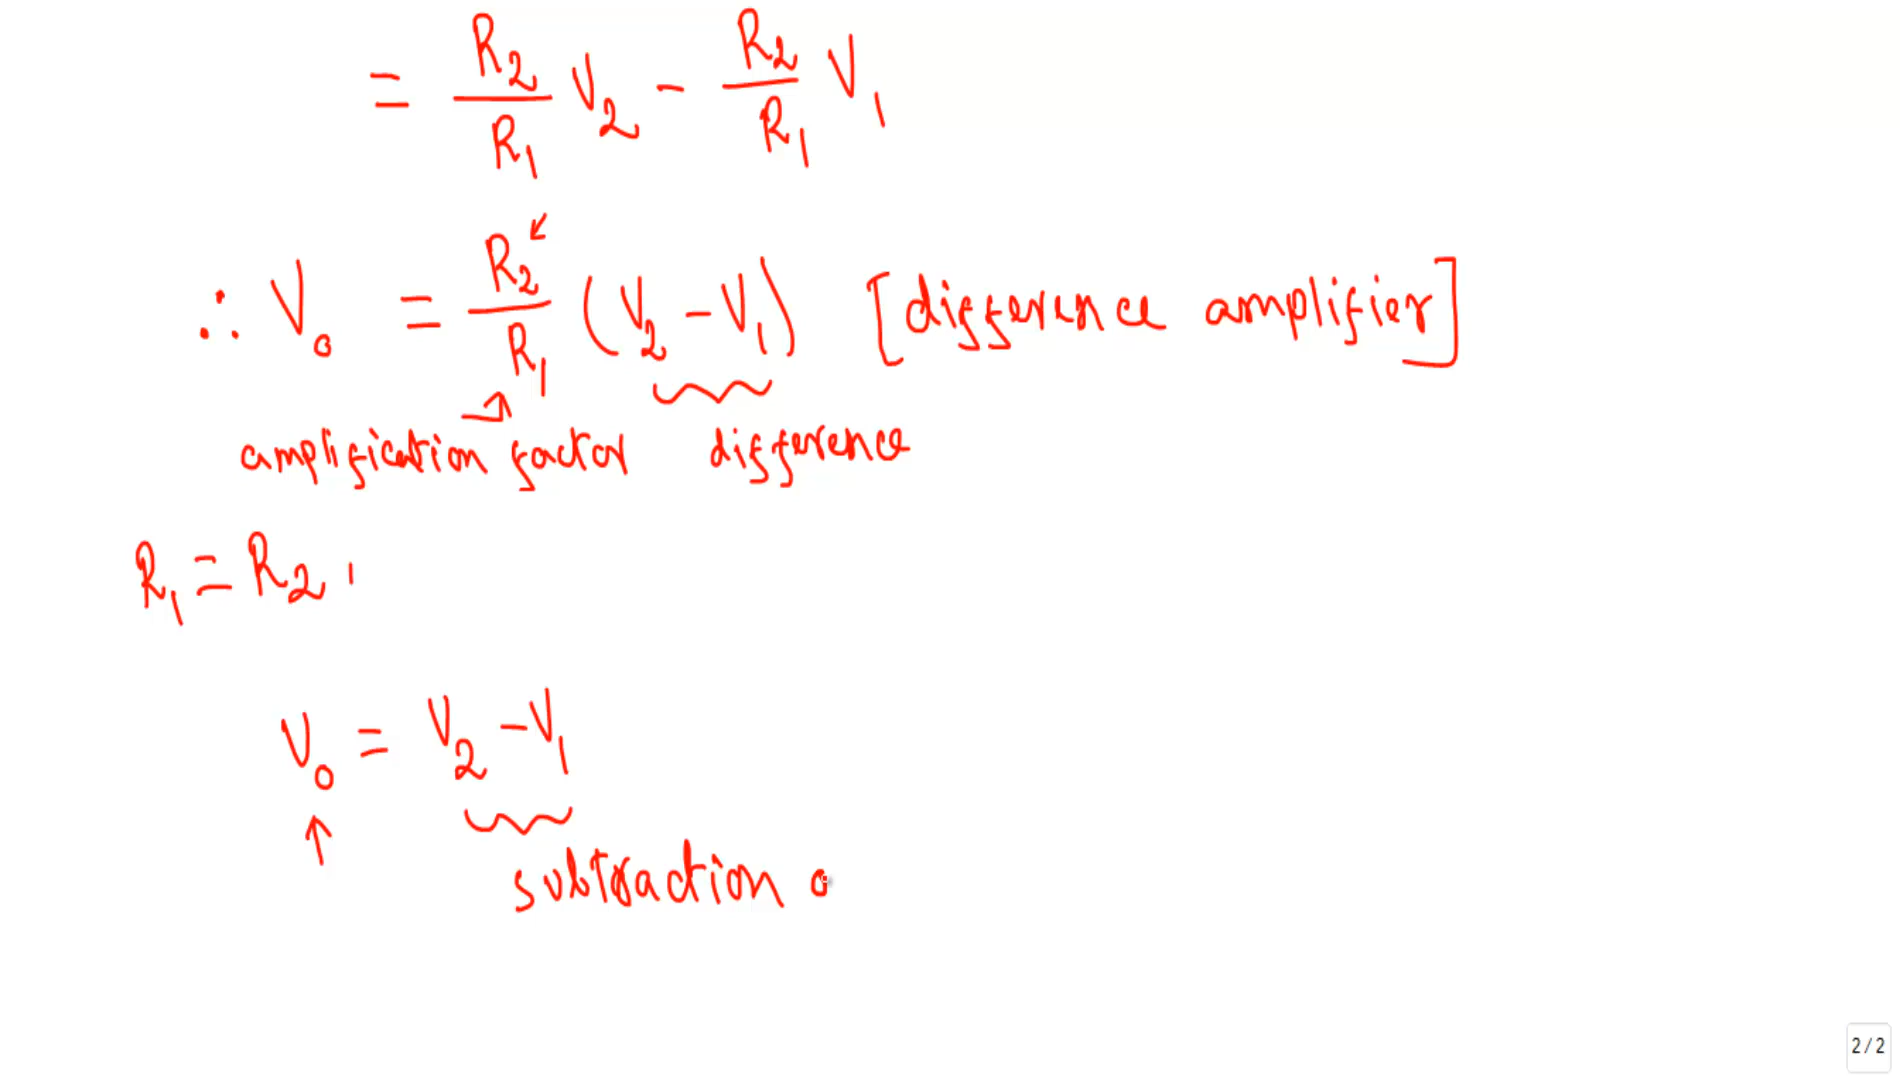 = R₂/R₁ V₂ - R₂/R₁ V₁
∴ V₀ = R₂/R₁ (V₂ - V₁) [difference amplifier]
amplification factor difference
R₁ = R₂,
V₀ = V₂ - V₁
subtraction o
2/2